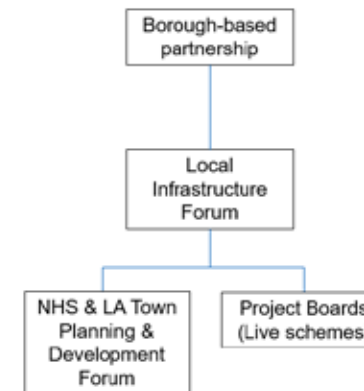 Borough-based
partnership
Local
Infrastructure
Forum
NHS & LA Town
Planning &
Development
Forum
Project Boards
(Live schemes